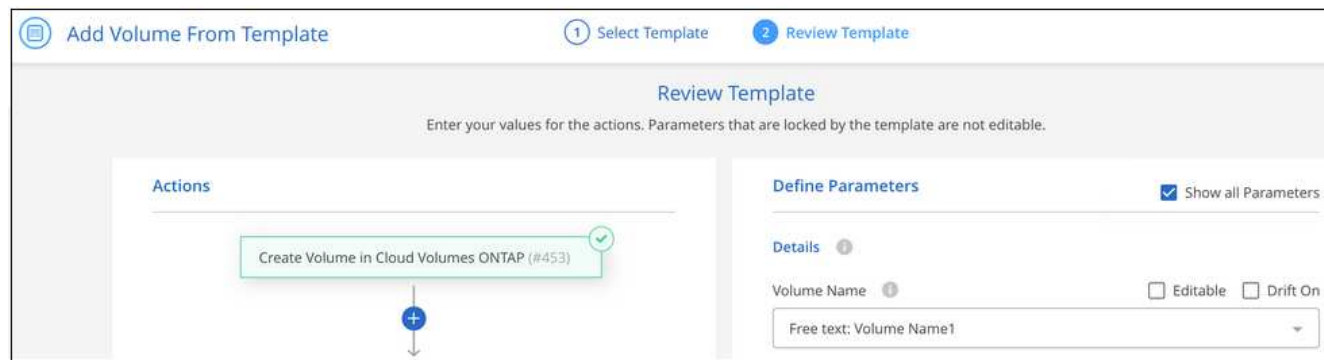 Add Volume From Template
1 Select Template
2 Review Template
Review Template
Enter your values for the actions. Parameters that are locked by the template are not editable.
Actions
Create Volume in Cloud Volumes ONTAP (#453)
Define Parameters
Show all Parameters
Details
Volume Name
Editable
Drift On
Free text: Volume Name1